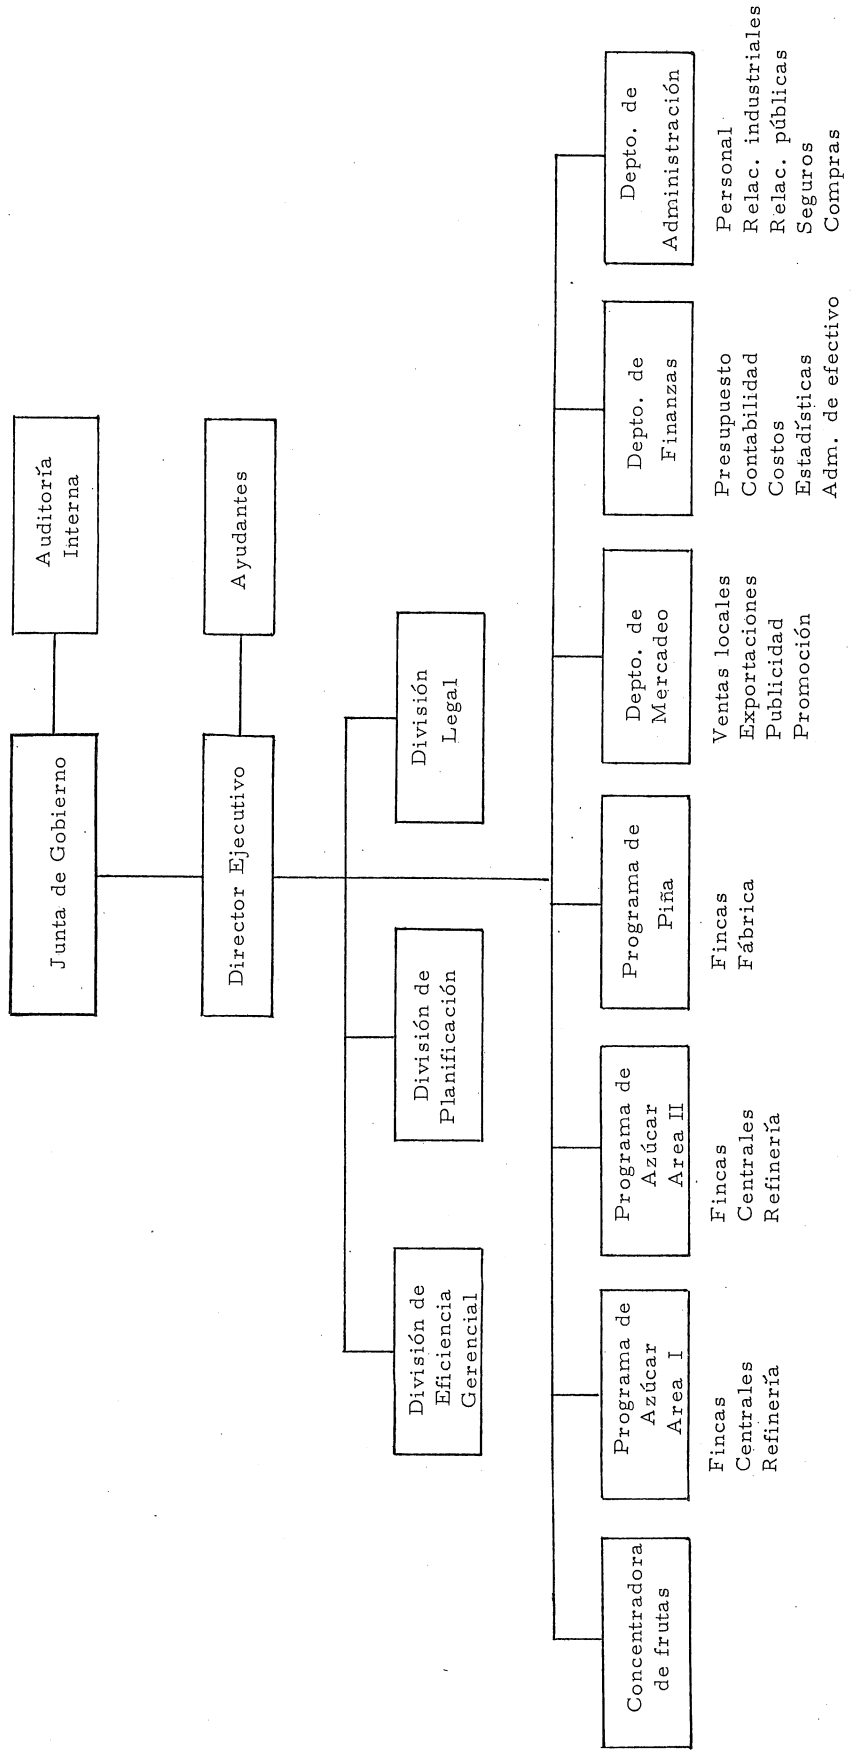 Junta de Gobierno
Auditoría
Interna
Director Ejecutivo
Ayudantes
División de
Eficiencia
Gerencial
División de
Planificación
División
Legal
Concentradora
de frutas
Programa de
Azúcar
Area I
Fincas
Centrales
Refinería
Programa de
Azúcar
Area II
Fincas
Centrales
Refinería
Programa de
Piña
Fincas
Fábrica
Depto. de
Mercadeo
Ventas locales
Exportaciones
Publicidad
Promoción
Depto. de
Finanzas
Presupuesto
Contabilidad
Costos
Estadísticas
Adm. de efectivo
Depto. de
Administración
Personal
Relac. industriales
Relac. públicas
Seguros
Compras